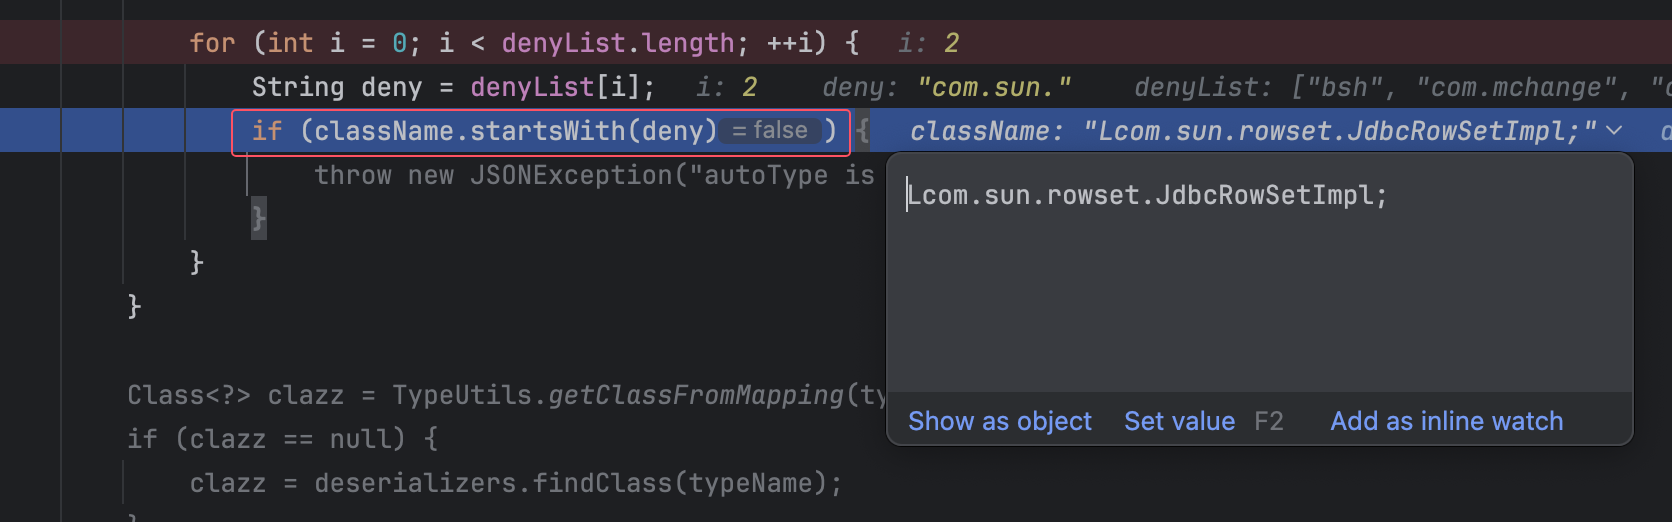 for (int i = 0; i < denyList.length; ++i) { i: 2
String deny = denyList[i]; i: 2 deny: "com.sun." denyList: ["bsh", "com.mchange", "
if (className.startsWith(deny) = false ) { className: "Lcom.sun.rowset.JdbcRowSetImpl;"
throw new JSONException("autoType is
Lcom.sun.rowset.JdbcRowSetImpl;
}
}
}
Class<?> clazz = TypeUtils.getClassFromMapping(ty
Show as object Set value F2 Add as inline watch
if (clazz == null) {
clazz = deserializers.findClass(typeName);